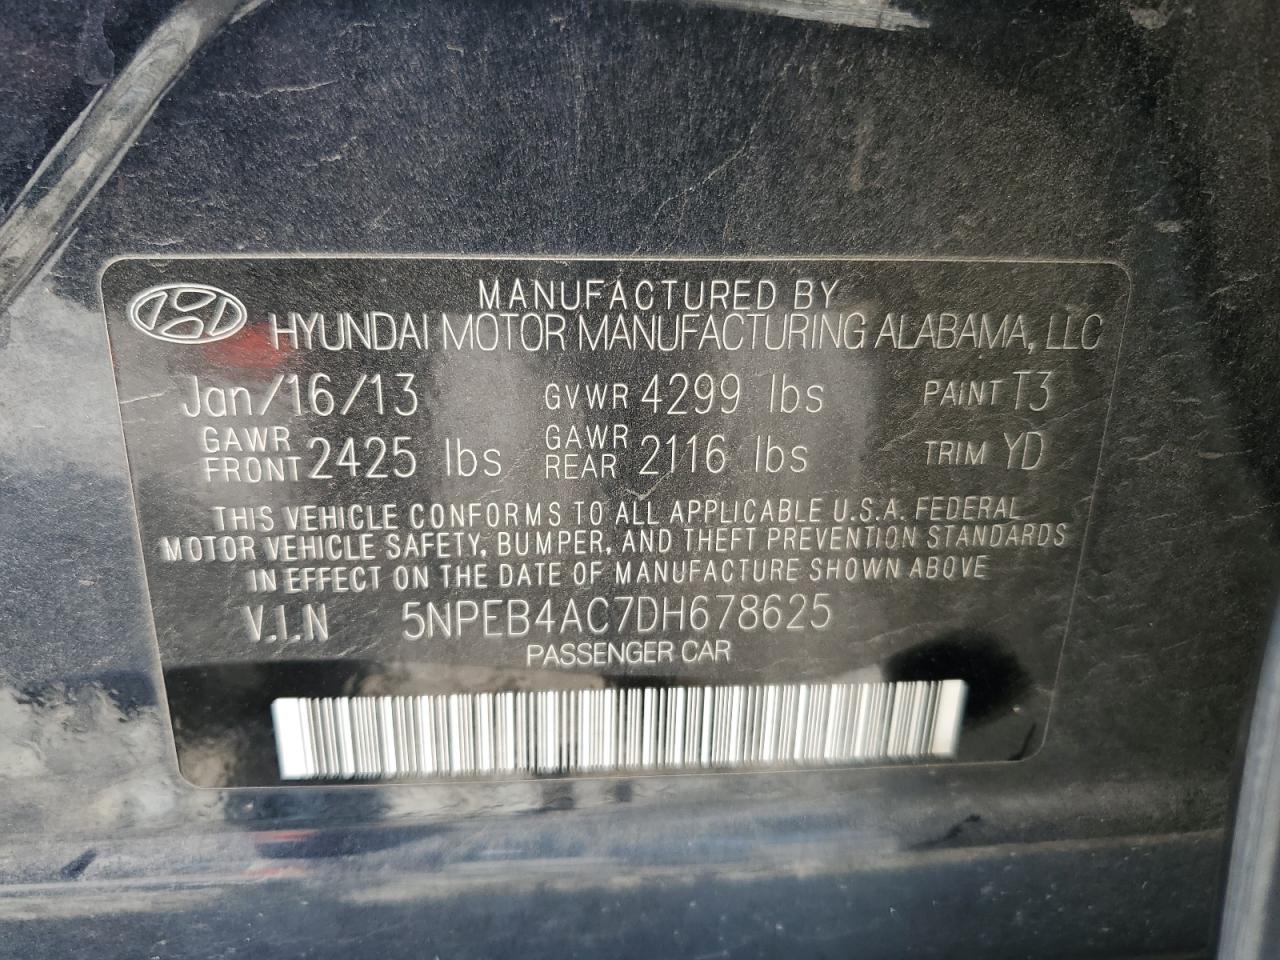 MANUFACTURED BY
HYUNDAI MOTOR MANUFACTURING ALABAMA, LLC
Jan/16/13 GVWR 4299 lbs PAINT T3
GAWR FRONT 2425 lbs GAWR REAR 2116 lbs TRIM YD
THIS VEHICLE CONFORMS TO ALL APPLICABLE U.S.A. FEDERAL
MOTOR VEHICLE SAFETY, BUMPER, AND THEFT PREVENTION STANDARDS
IN EFFECT ON THE DATE OF MANUFACTURE SHOWN ABOVE
V.I.N 5NPEB4AC7DH678625
PASSENGER CAR